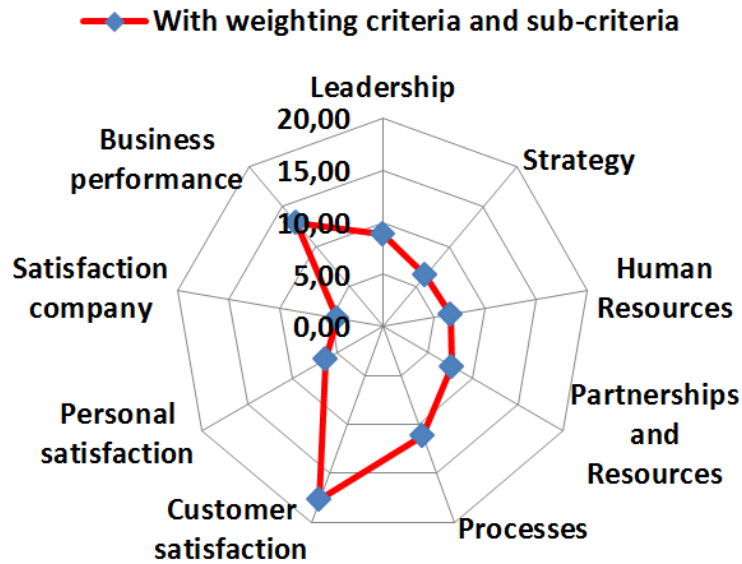 With weighting criteria and sub-criteria
Leadership
20,00
15,00
10,00
5,00
0,00
Strategy
Human
Resources
Partnerships
and
Resources
Processes
Customer
satisfaction
Personal
satisfaction
Satisfaction
company
Business
performance